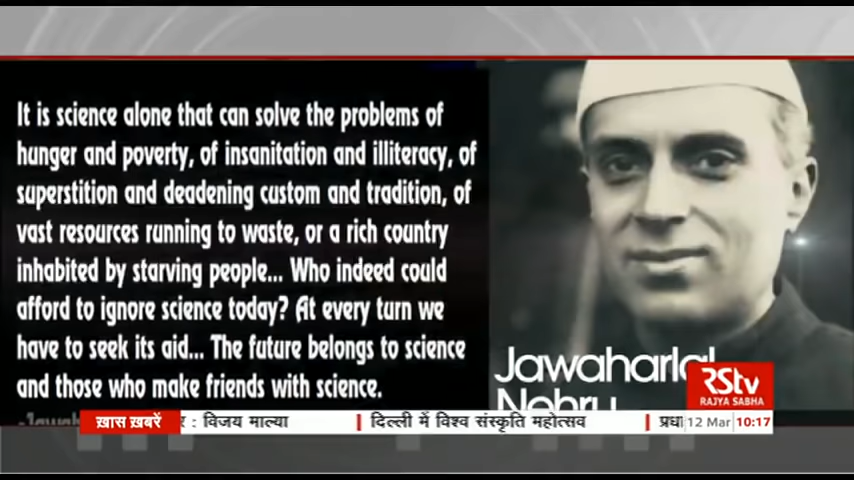 It is science alone that can solve the problems of
hunger and poverty, of insanitation and illiteracy, of
superstition and deadening custom and tradition, of
vast resources running to waste, or a rich country
inhabited by starving people... Who indeed could
afford to ignore science today? At every turn we
have to seek its aid... The future belongs to science
and those who make friends with science.
Jawaharlal
Nehru
RStv
RAJYA SABHA
ख़ास ख़बरें : विजय माल्या | दिल्ली में विश्व संस्कृति महोत्सव | 12 Mar 10:17